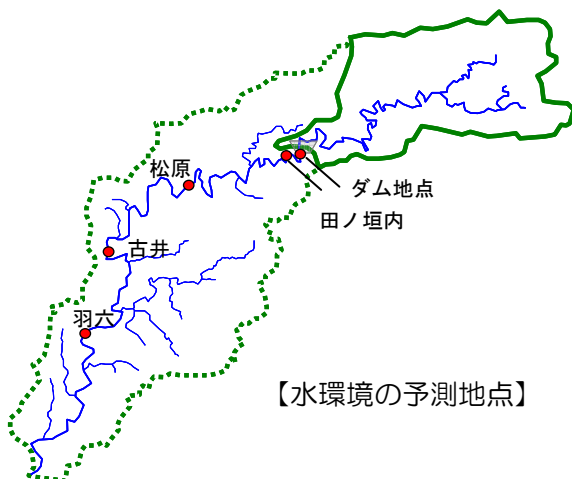 松原
ダム地点
田ノ垣内
古井
羽六
【水環境の予測地点】